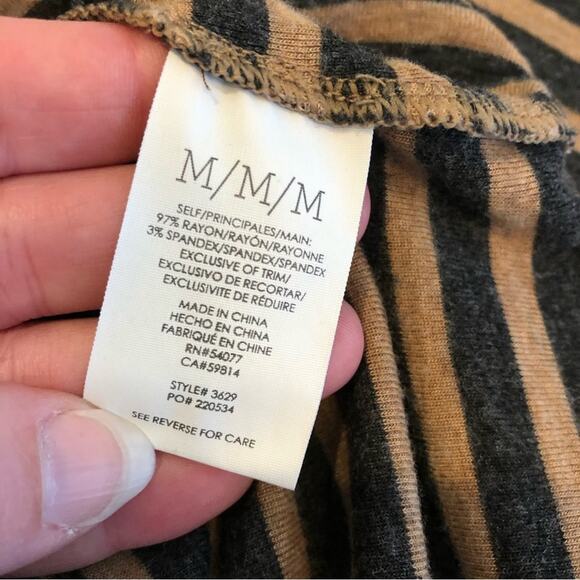 M/M/M
SELF/PRINCIPALES/MAIN:
97% RAYON/RAYÓN/RAYONNE
3% SPANDEX/SPANDEX/SPANDEX
EXCLUSIVE OF TRIM/
EXCLUSIVO DE RECORTAR/
EXCLUSIVITE DE RÉDUIRE
MADE IN CHINA
HECHO EN CHINA
FABRIQUÉ EN CHINE
RN#54077
CA#59814
STYLE# 3629
PO# 220534
SEE REVERSE FOR CARE